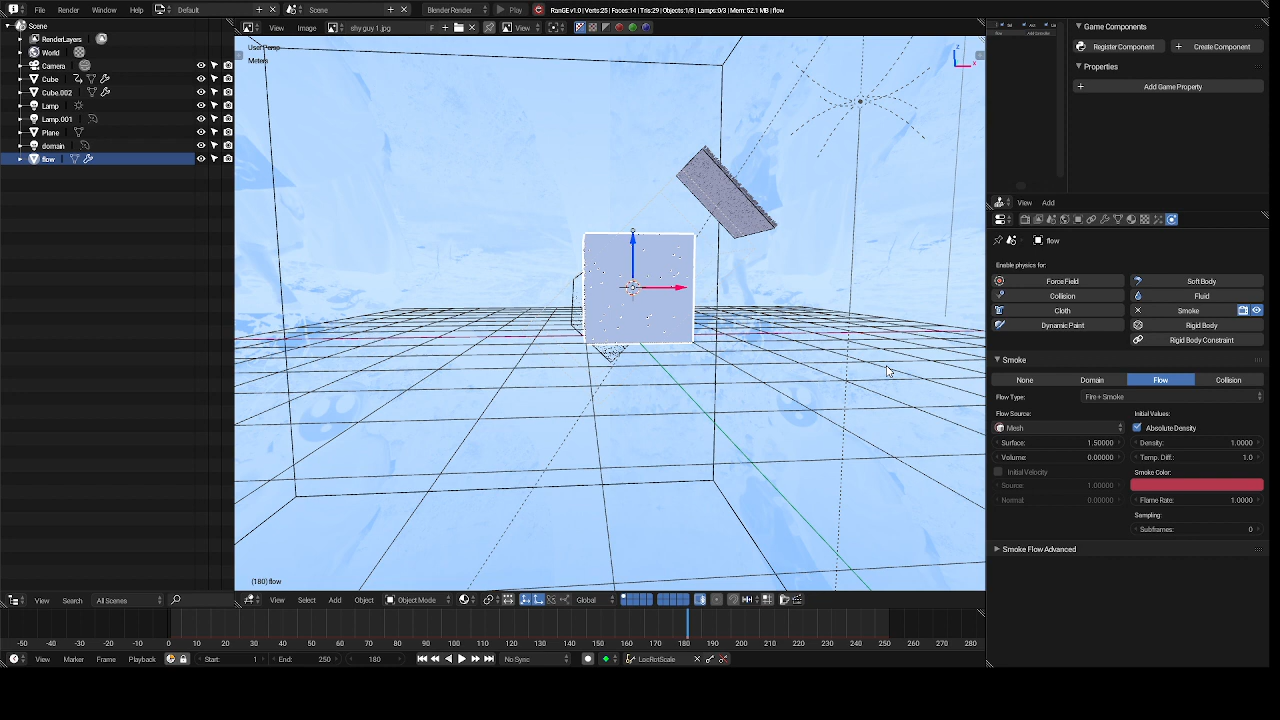 File Render Window Help Default Scene Blender Render Play RanGE v1.0 | Verts:25 | Faces:14 | Tris:29 | Objects:1/8 | Lamps:0/3 | Mem: 52.1 MB | flow
View Image shy guy 1.jpg F View
Scene
RenderLayers
World
Camera
Cube
Cube.002
Lamp
Lamp.001
Plane
domain
flow
User Persp
Meters
z
x
(180) flow
Game Components
Register Component Create Component
Properties
Add Game Property
View Add
flow
Enable physics for:
Force Field Soft Body
Collision Fluid
Cloth Smoke
Dynamic Paint Rigid Body
Rigid Body Constraint
Smoke
None Domain Flow Collision
Flow Type: Fire + Smoke
Flow Source: Initial Values:
Mesh Absolute Density
Surface: 1.50000 Density: 1.0000
Volume: 0.00000 Temp. Diff.: 1.0
Initial Velocity Smoke Color:
Source: 1.00000
Normal: 0.00000 Flame Rate: 1.0000
Sampling:
Subframes: 0
Smoke Flow Advanced
View Search All Scenes View Select Add Object Object Mode Global
-50 -40 -30 -20 -10 0 10 20 30 40 50 60 70 80 90 100 110 120 130 140 150 160 170 180 190 200 210 220 230 240 250 260 270 280
View Marker Frame Playback Start: 1 End: 250 180 No Sync LocRotScale